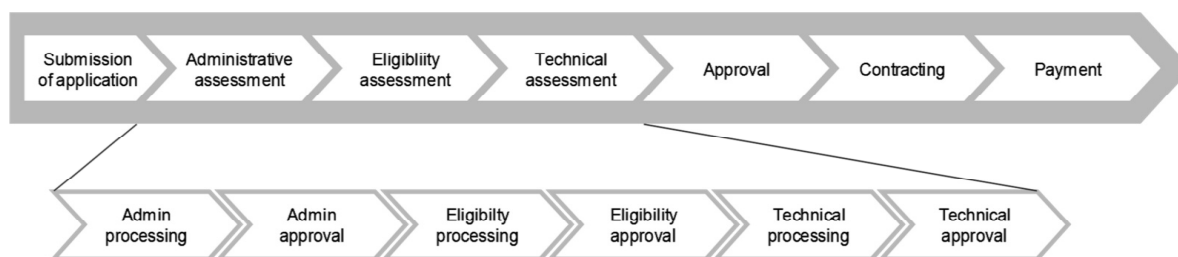 Submission
of application
Administrative
assessment
Eligibliity
assessment
Technical
assessment
Approval
Contracting
Payment
Admin
processing
Admin
approval
Eligibilty
processing
Eligibility
approval
Technical
processing
Technical
approval